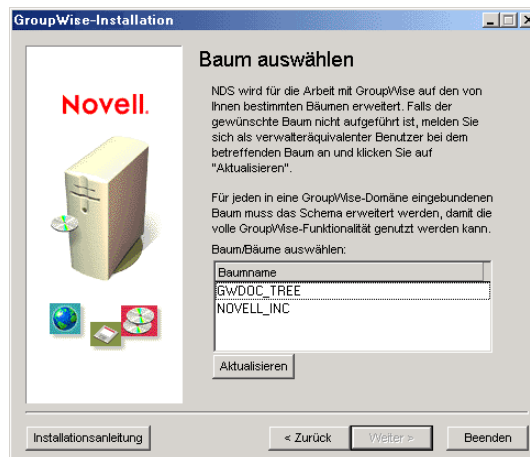 GroupWise-Installation
Novell.
Baum auswählen
NDS wird für die Arbeit mit GroupWise auf den von
Ihnen bestimmten Bäumen erweitert. Falls der
gewünschte Baum nicht aufgeführt ist, melden Sie
sich als verwalteräquivalenter Benutzer bei dem
betreffenden Baum an und klicken Sie auf
"Aktualisieren".
Für jeden in eine GroupWise-Domäne eingebundenen
Baum muss das Schema erweitert werden, damit die
volle GroupWise-Funktionalität genutzt werden kann.
Baum/Bäume auswählen:
Baumname
GWDOC_TREE
NOVELL_INC
Aktualisieren
Installationsanleitung
< Zurück
Weiter >
Beenden